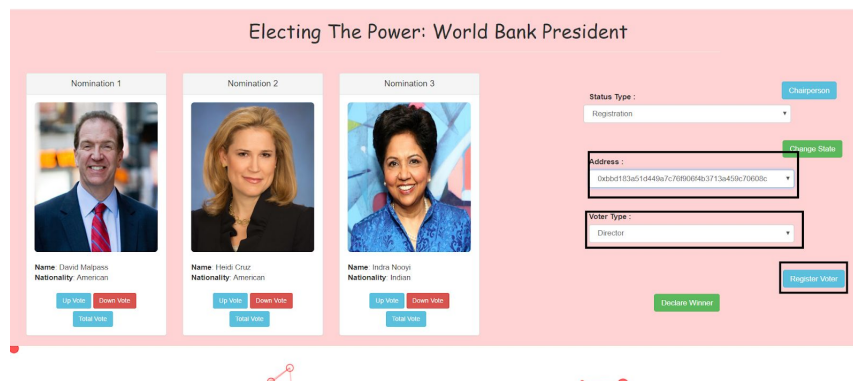 Electing The Power: World Bank President
Nomination 1
Name: David Malpass
Nationality: American
Up Vote Down Vote
Total Vote
Nomination 2
Name: Heidi Cruz
Nationality: American
Up Vote Down Vote
Total Vote
Nomination 3
Name: Indra Nooyi
Nationality: Indian
Up Vote Down Vote
Total Vote
Chairperson
Status Type :
Registration
Change State
Address :
0xbbd183a51d449a7c76f906f4b3713a459c70608c
Voter Type :
Director
Register Voter
Declare Winner